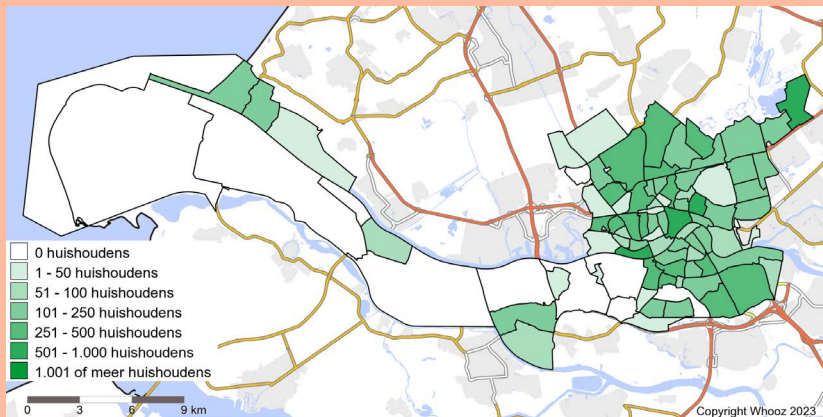 0 huishoudens
1 - 50 huishoudens
51 - 100 huishoudens
101 - 250 huishoudens
251 - 500 huishoudens
501 - 1.000 huishoudens
1.001 of meer huishoudens
0 3 6 9 km
Copyright Whooz 2023